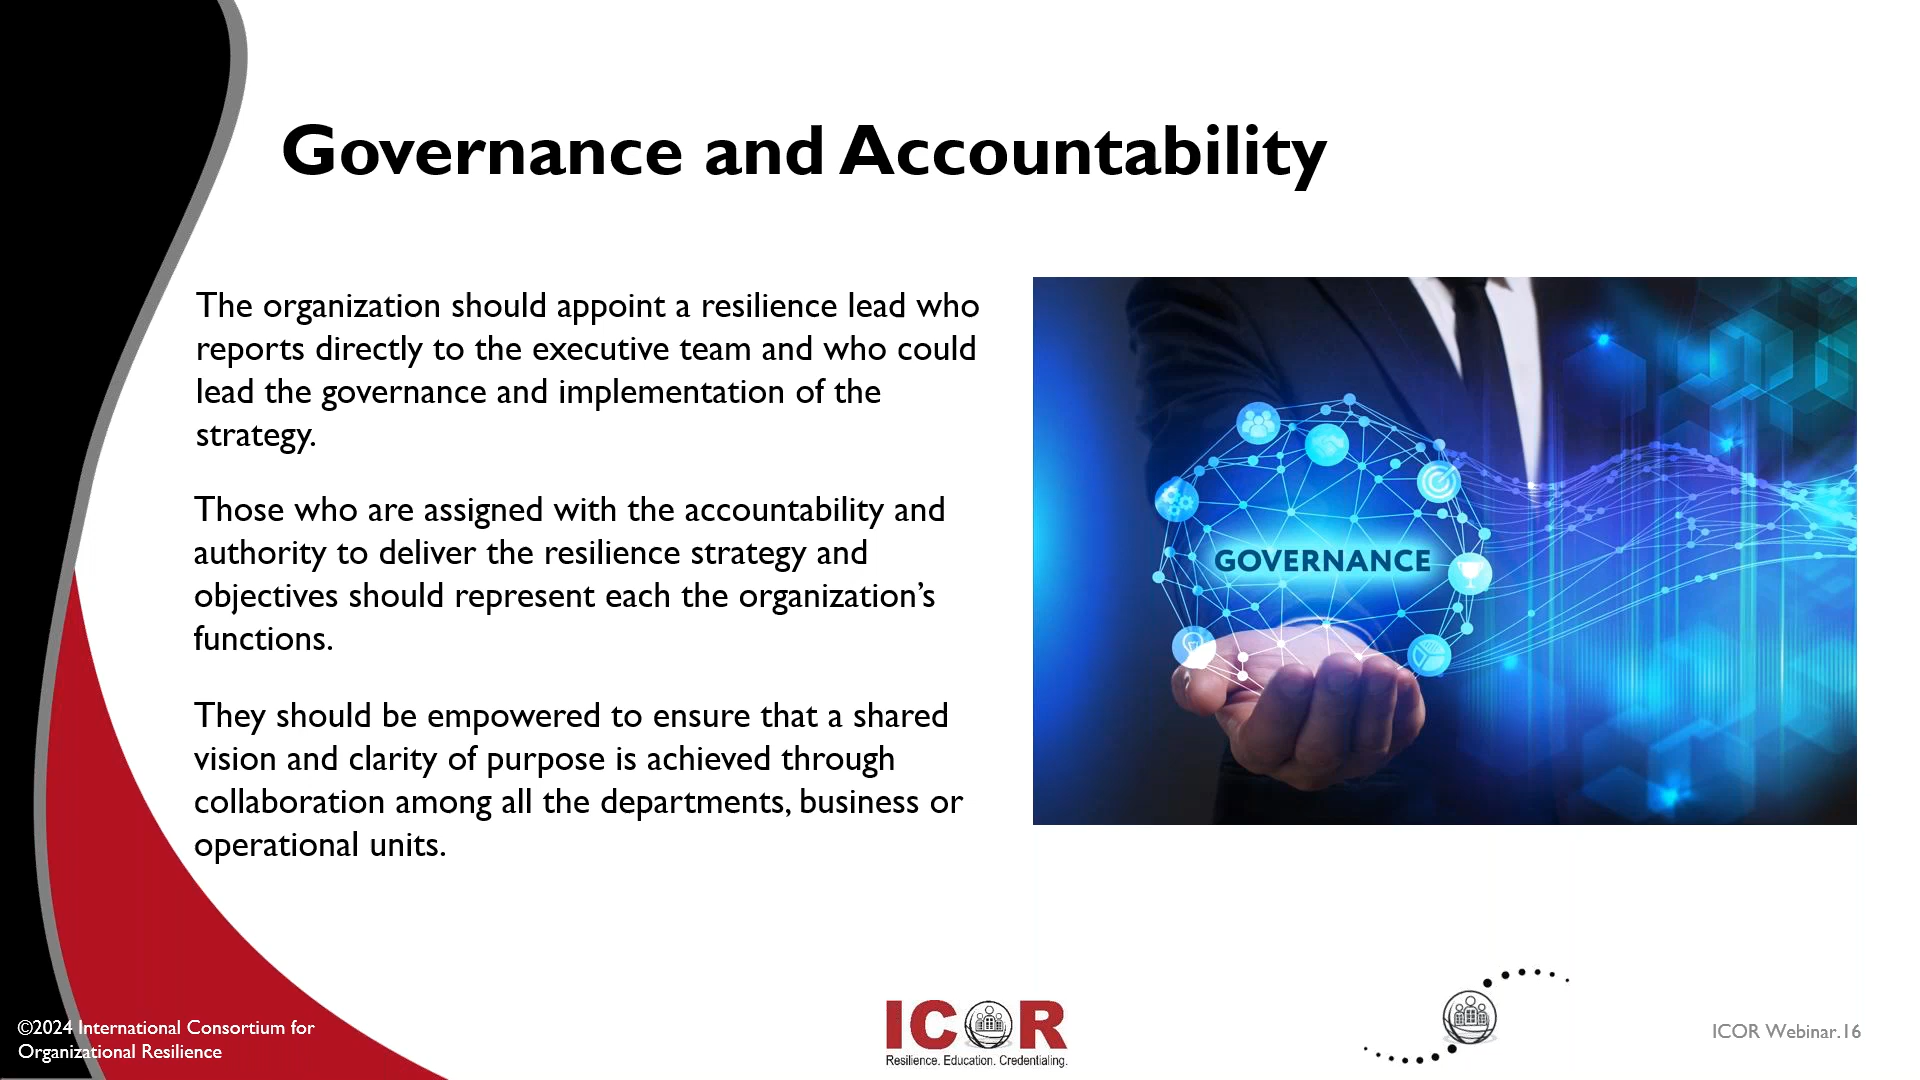 Governance and Accountability
The organization should appoint a resilience lead who
reports directly to the executive team and who could
lead the governance and implementation of the
strategy.
Those who are assigned with the accountability and
authority to deliver the resilience strategy and
objectives should represent each the organization’s
functions.
They should be empowered to ensure that a shared
vision and clarity of purpose is achieved through
collaboration among all the departments, business or
operational units.
GOVERNANCE
©2024 International Consortium for
Organizational Resilience
ICOR
Resilience. Education. Credentialing.
ICOR Webinar.16